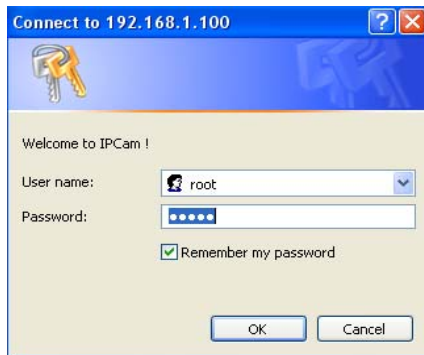 Connect to 192.168.1.100
Welcome to IPCam !
User name:
root
Password:
•••••
Remember my password
OK
Cancel